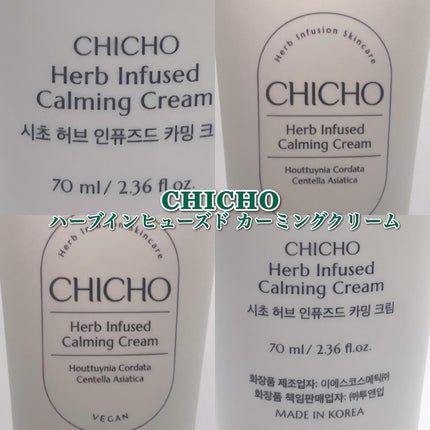 CHICHO
Herb Infused
Calming Cream
시초 허브 인퓨즈드 카밍 크
70 ml/ 2.36 fl oz.
Herb Infusion Skincare
CHICHO
Herb Infused
Calming Cream
Houttuynia Cordata
Centella Asiatica
CHICHO
ハーブインヒューズド カーミングクリーム
Herb Infusion Skincare
CHICHO
Herb Infused
Calming Cream
Houttuynia Cordata
Centella Asiatica
VEGAN
CHICHO
Herb Infused
Calming Cream
시초 허브 인퓨즈드 카밍 크림
70 ml/ 2.36 fl oz.
화장품 제조업자: 이에스코스메틱㈜
화장품 책임판매업자: ㈜투앤업
MADE IN KOREA